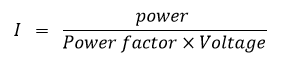 I = power / Power factor × Voltage